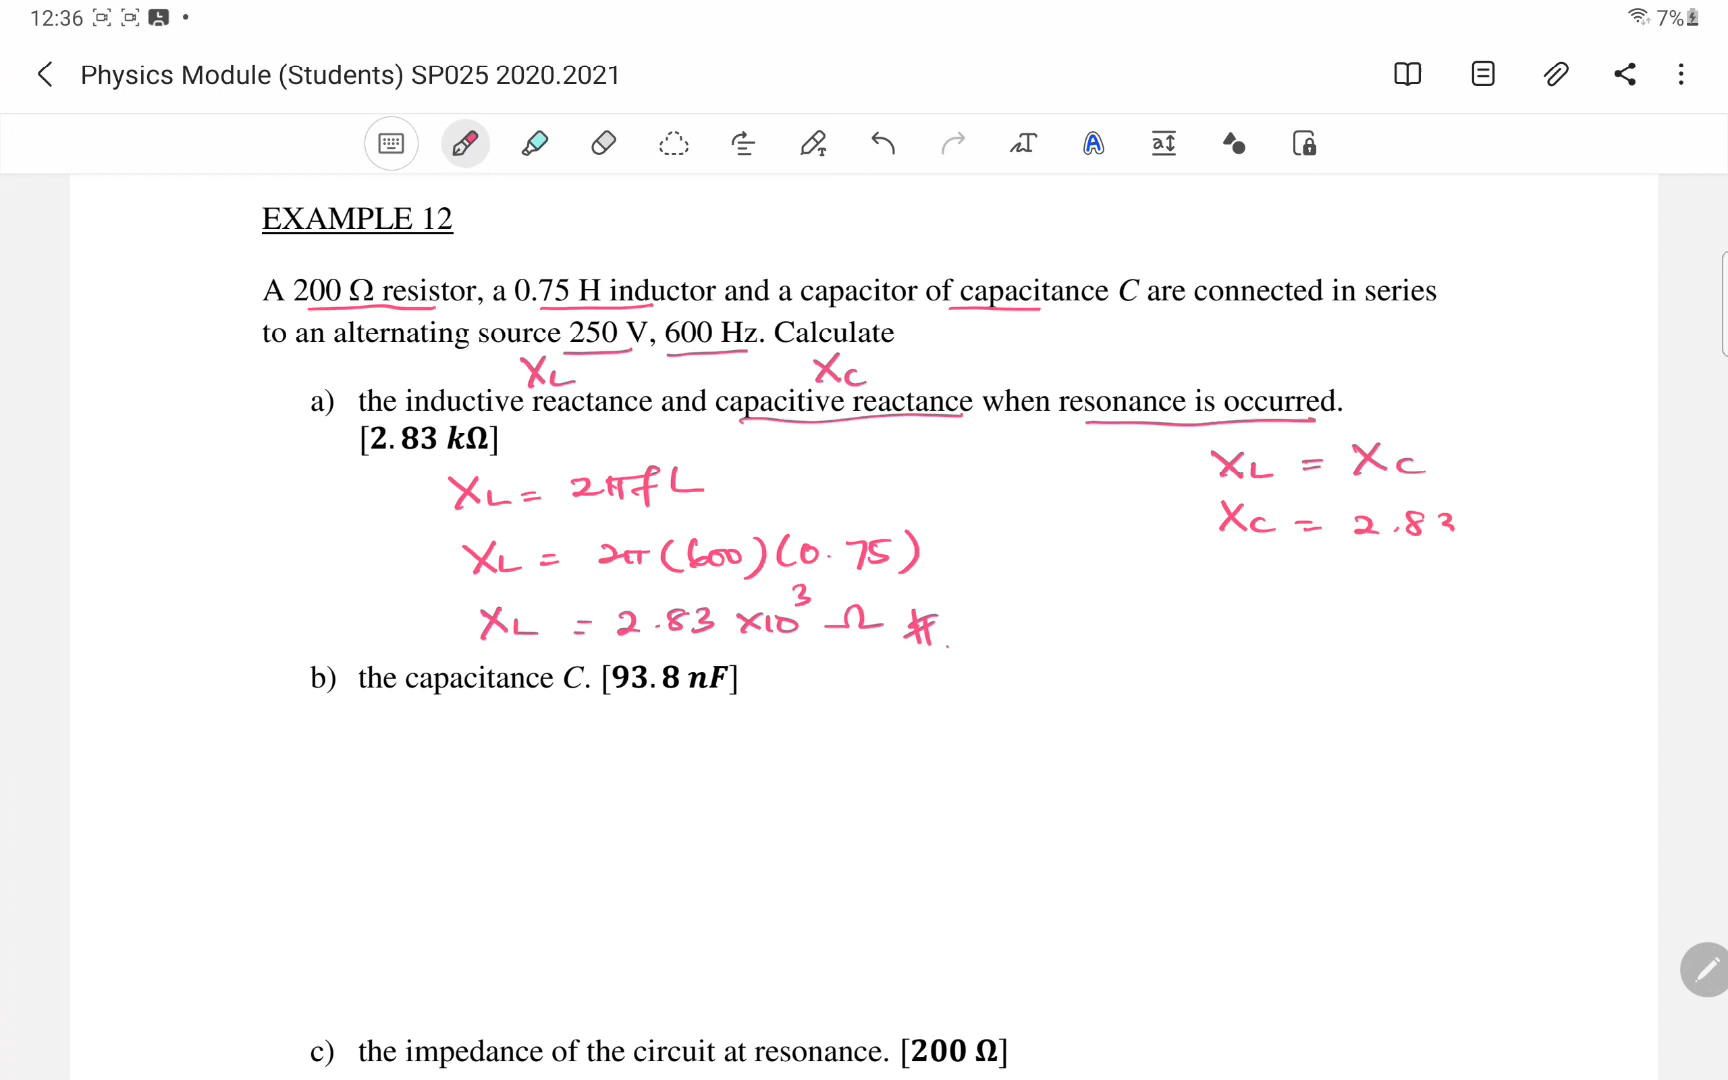 12:36
7%
Physics Module (Students) SP025 2020.2021
EXAMPLE 12
A 200 Ω resistor, a 0.75 H inductor and a capacitor of capacitance C are connected in series
to an alternating source 250 V, 600 Hz. Calculate
XL XC
a) the inductive reactance and capacitive reactance when resonance is occurred.
[2.83 kΩ]
XL = XC
XL = 2πfL
XC = 2.83
XL = 2π(600)(0.75)
XL = 2.83 ×10³ Ω #.
b) the capacitance C. [93.8 nF]
c) the impedance of the circuit at resonance. [200 Ω]